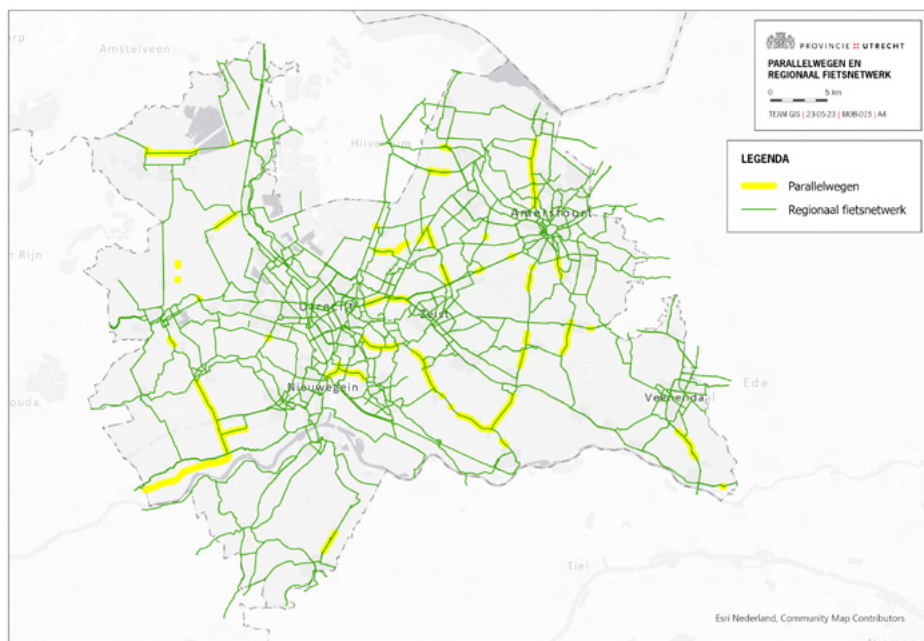 Amstelveen
PROVINCIE UTRECHT
PARALLELWEGEN EN
REGIONAAL FIETSNETWERK
0 5 km
TEAM GIS | 23-05-23 | MOB-015 | A4
LEGENDA
Parallelwegen
Regionaal fietsnetwerk
Hilversum
Amersfoort
n Rijn
Utrecht
Zeist
Nieuwegein
Ede
Veenendaal
ouda
Tiel
Esri Nederland, Community Map Contributors